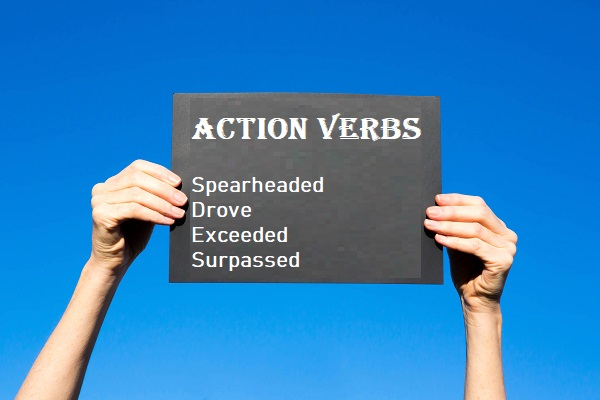 ACTION VERBS
Spearheaded
Drove
Exceeded
Surpassed